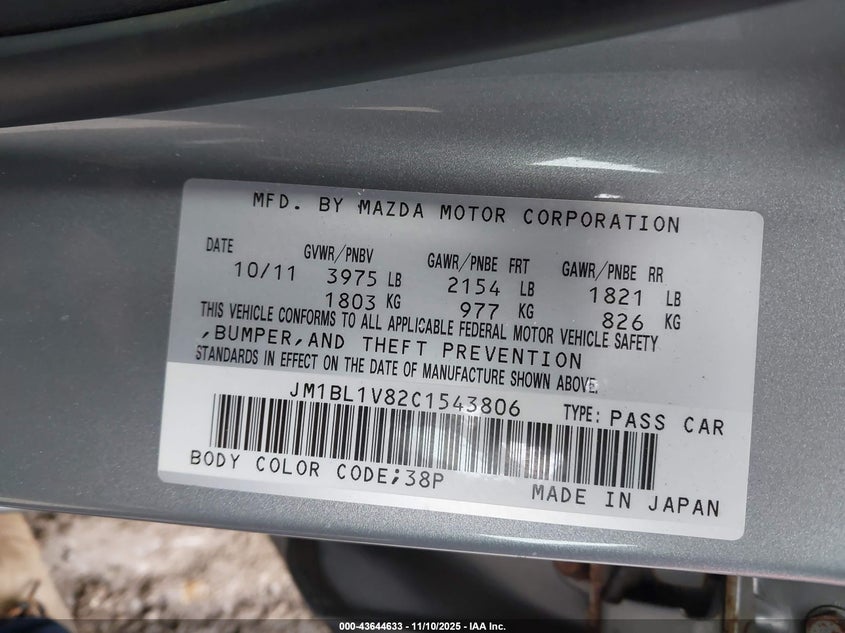 MFD. BY MAZDA MOTOR CORPORATION
DATE GVWR/PNBV GAWR/PNBE FRT GAWR/PNBE RR
10/11 3975 LB 2154 LB 1821 LB
1803 KG 977 KG 826 KG
THIS VEHICLE CONFORMS TO ALL APPLICABLE FEDERAL MOTOR VEHICLE SAFETY
,BUMPER,AND THEFT PREVENTION
STANDARDS IN EFFECT ON THE DATE OF MANUFACTURE SHOWN ABOVE.
JM1BL1V82C1543806 TYPE: PASS CAR
BODY COLOR CODE;38P
MADE IN JAPAN
000-43644633 - 11/10/2025 - IAA Inc.